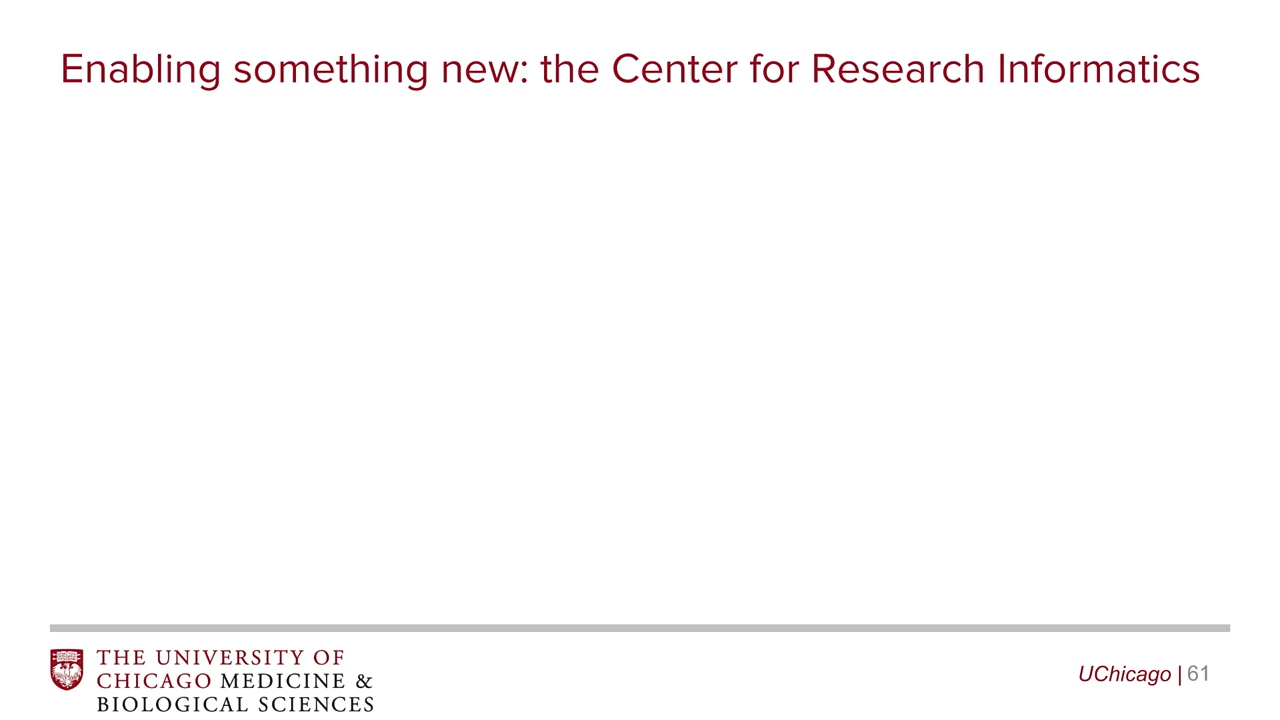 Enabling something new: the Center for Research Informatics
THE UNIVERSITY OF
CHICAGO MEDICINE &
BIOLOGICAL SCIENCES
UChicago | 61